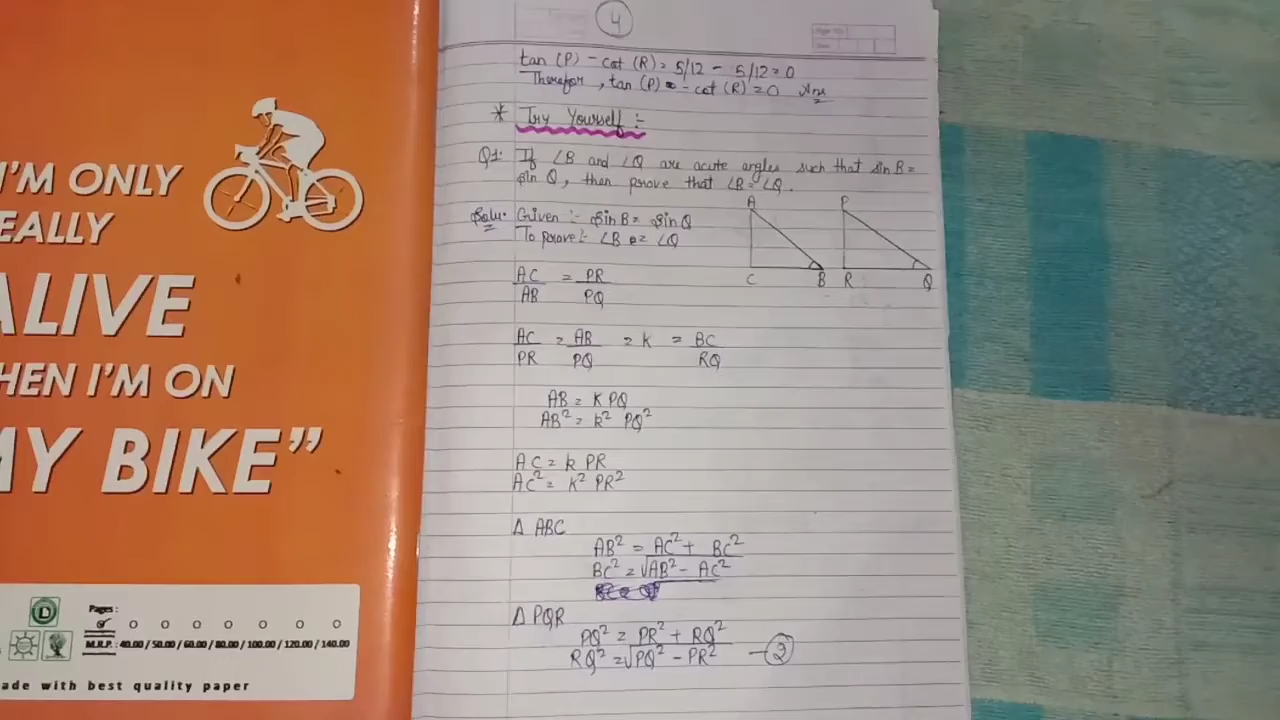 I'M ONLY
EALLY
ALIVE
HEN I'M ON
MY BIKE”
Pages :
M.R.P.: 40.00 / 50.00 / 60.00 / 80.00 / 100.00 / 120.00 / 140.00
ade with best quality paper
4
tan (P) - cot (R) = 5/12 - 5/12 = 0
Therefor, tan (P) - cot (R) = 0 Ans
* Try Yourself :-
Q1: If ∠B and ∠Q are acute angles such that sin B =
sin Q, then prove that ∠B = ∠Q.
Solu. Given :- Sin B = Sin Q
To prove :- ∠B = ∠Q
A P
C B R Q
AC/AB = PR/PQ
AC/PR = AB/PQ = k = BC/RQ
AB = K PQ
AB² = k² PQ²
AC = k PR
AC² = k² PR²
Δ ABC
AB² = AC² + BC²
BC² = √AB² - AC²
Δ PQR
PQ² = PR² + RQ²
RQ² = √PQ² - PR² - ②